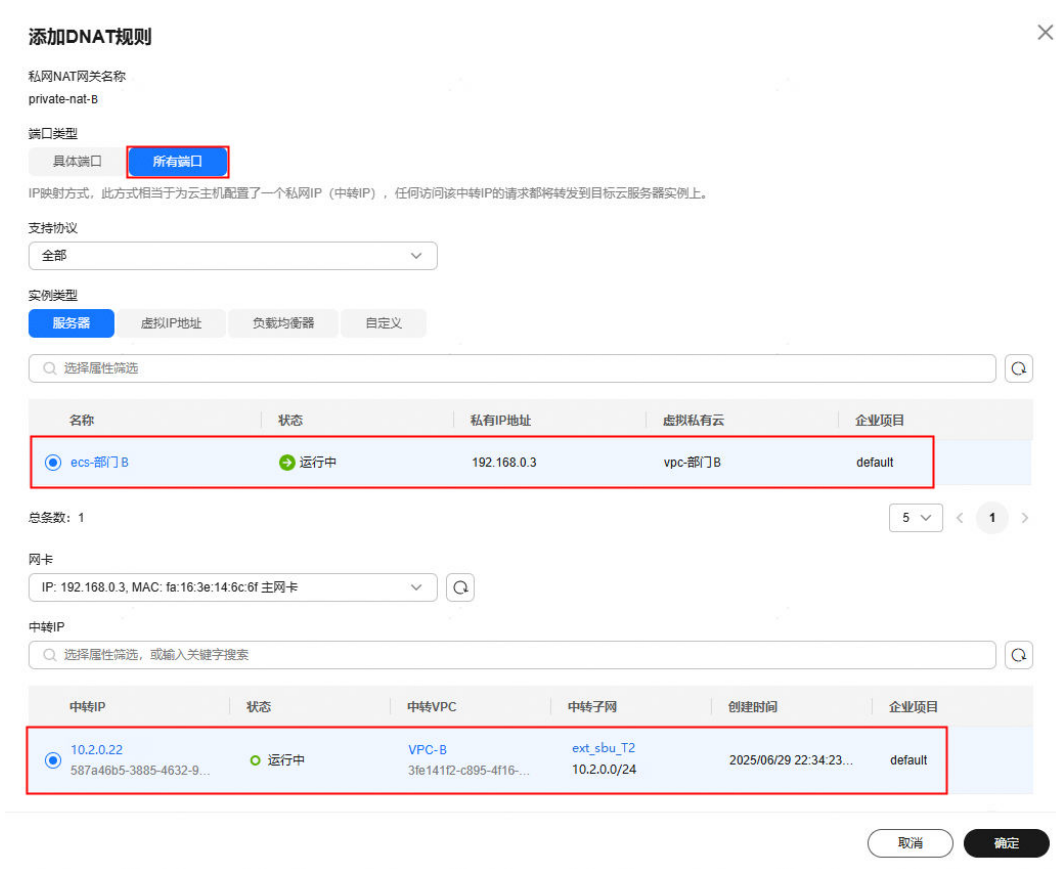 添加DNAT规则
私网NAT网关名称
private-nat-B
端口类型
具体端口 所有端口
IP映射方式，此方式相当于为云主机配置了一个私网IP（中转IP），任何访问该中转IP的请求都将转发到目标云服务器实例上。
支持协议
全部
实例类型
服务器 虚拟IP地址 负载均衡器 自定义
选择属性筛选
名称 状态 私有IP地址 虚拟私有云 企业项目
ecs-部门B 运行中 192.168.0.3 vpc-部门B default
总条数：1 5 1
网卡
IP: 192.168.0.3, MAC: fa:16:3e:14:6c:6f 主网卡
中转IP
选择属性筛选，或输入关键字搜索
中转IP 状态 中转VPC 中转子网 创建时间 企业项目
10.2.0.22 运行中 VPC-B ext_sbu_T2 2025/06/29 22:34:23... default
587a46b5-3885-4632-9... 3fe141f2-c895-4f16-... 10.2.0.0/24
取消 确定